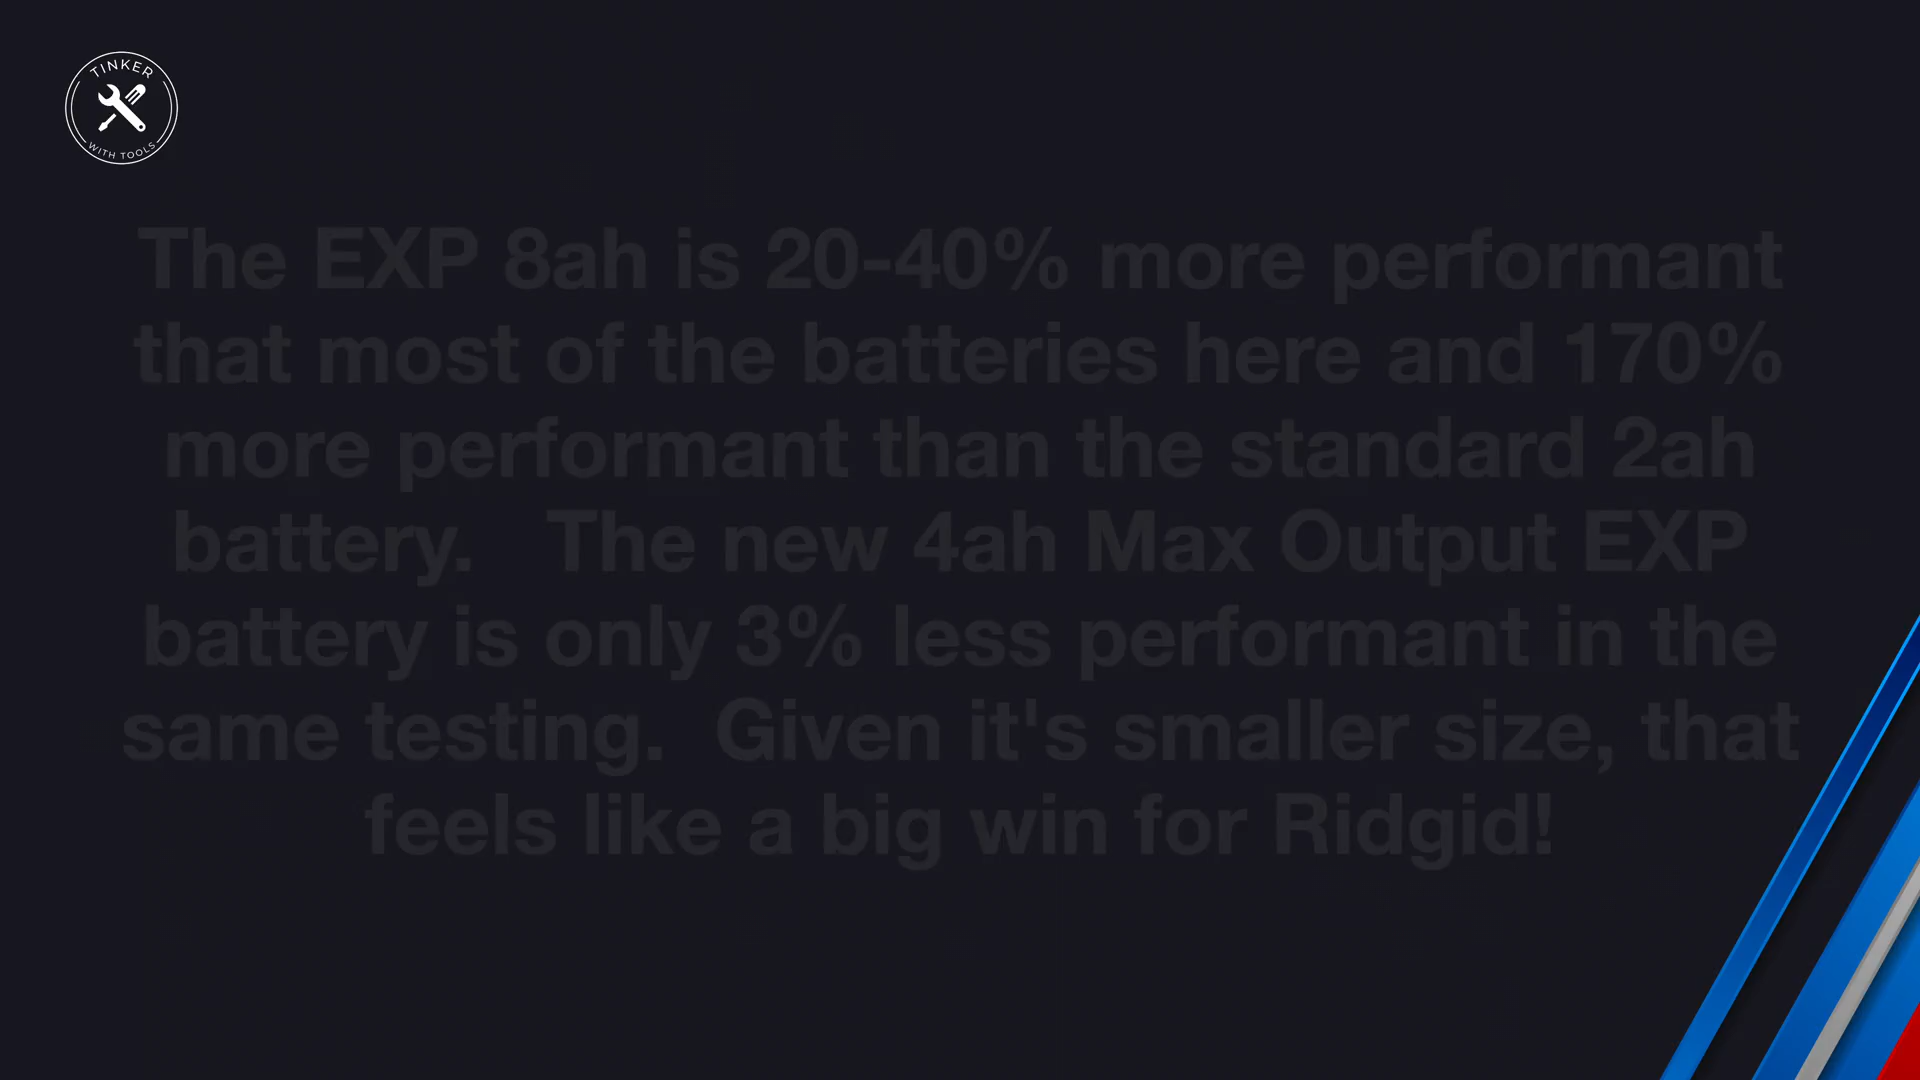 TINKER
WITH TOOLS
The EXP 8ah is 20-40% more performant
that most of the batteries here and 170%
more performant than the standard 2ah
battery.   The new 4ah Max Output EXP
battery is only 3% less performant in the
same testing.  Given it's smaller size, that
feels like a big win for Ridgid!